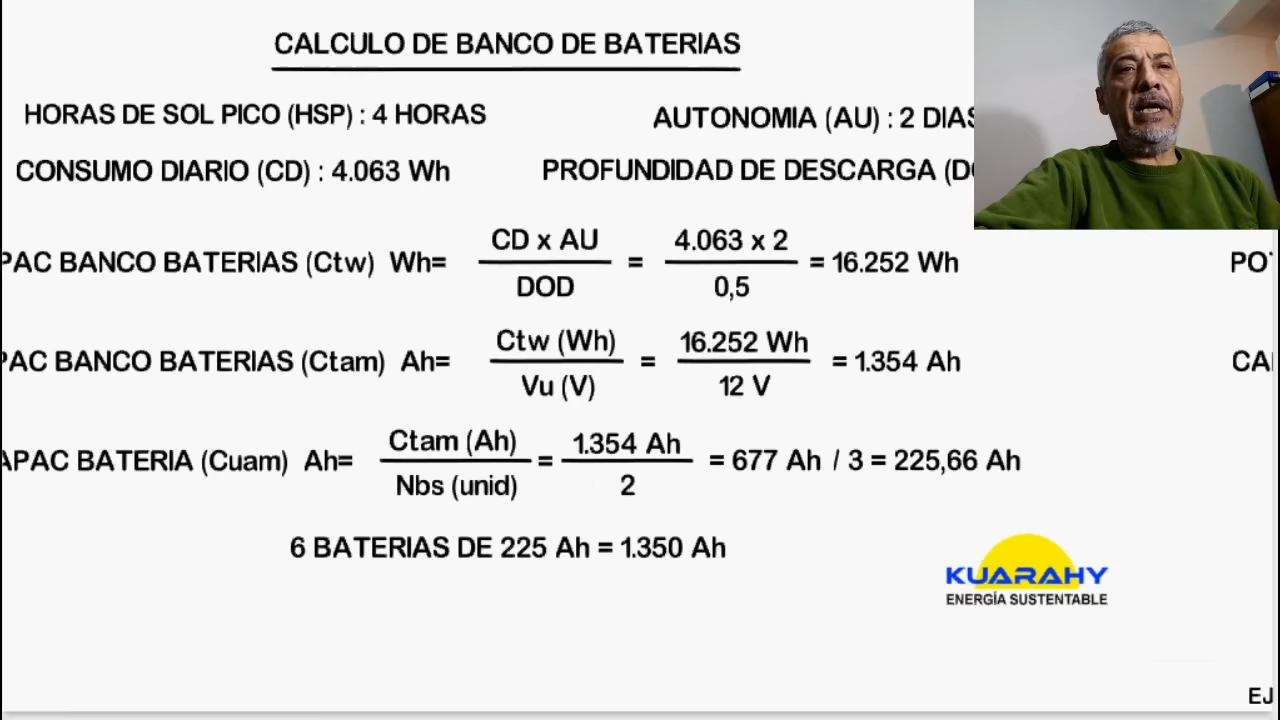 CALCULO DE BANCO DE BATERIAS
HORAS DE SOL PICO (HSP) : 4 HORAS
AUTONOMIA (AU) : 2 DIAS
CONSUMO DIARIO (CD) : 4.063 Wh
PROFUNDIDAD DE DESCARGA (DO
PAC BANCO BATERIAS (Ctw) Wh= CD x AU / DOD = 4.063 x 2 / 0,5 = 16.252 Wh
PO
PAC BANCO BATERIAS (Ctam) Ah= Ctw (Wh) / Vu (V) = 16.252 Wh / 12 V = 1.354 Ah
CA
APAC BATERIA (Cuam) Ah= Ctam (Ah) / Nbs (unid) = 1.354 Ah / 2 = 677 Ah / 3 = 225,66 Ah
6 BATERIAS DE 225 Ah = 1.350 Ah
KUARAHY
ENERGÍA SUSTENTABLE
EJ